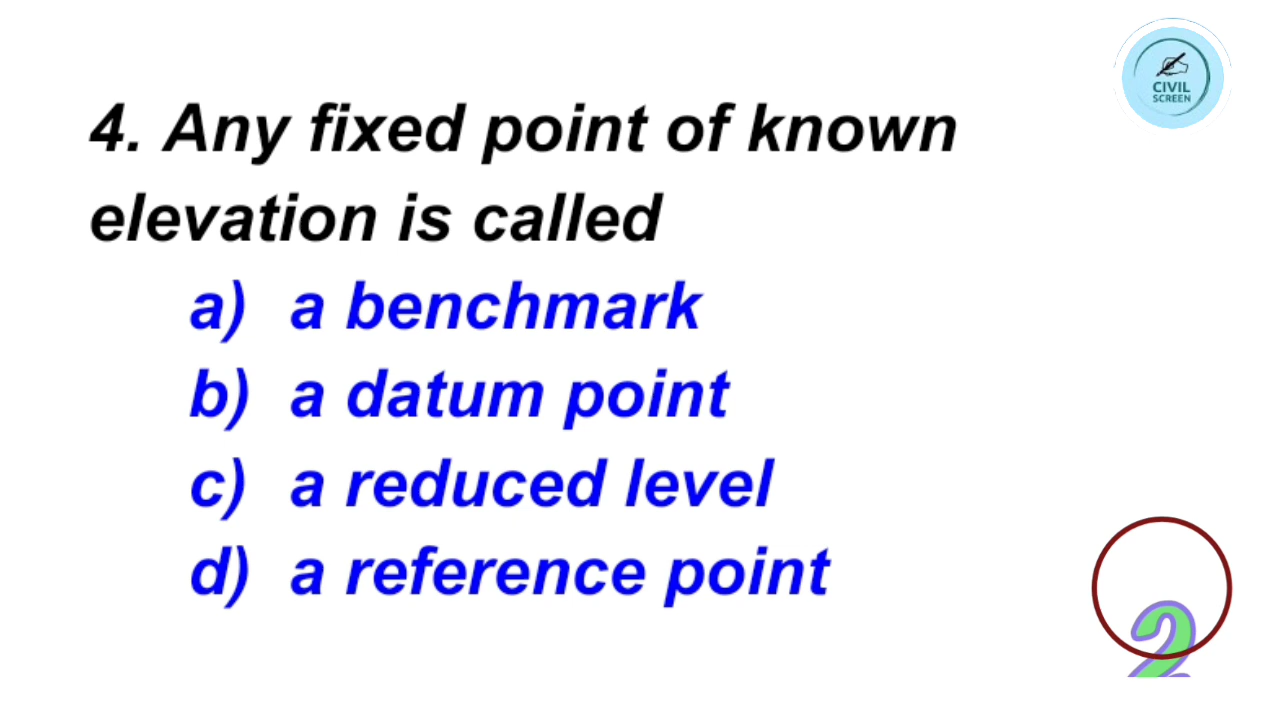 CIVIL
SCREEN
4. Any fixed point of known
elevation is called
a) a benchmark
b) a datum point
c) a reduced level
d) a reference point
2